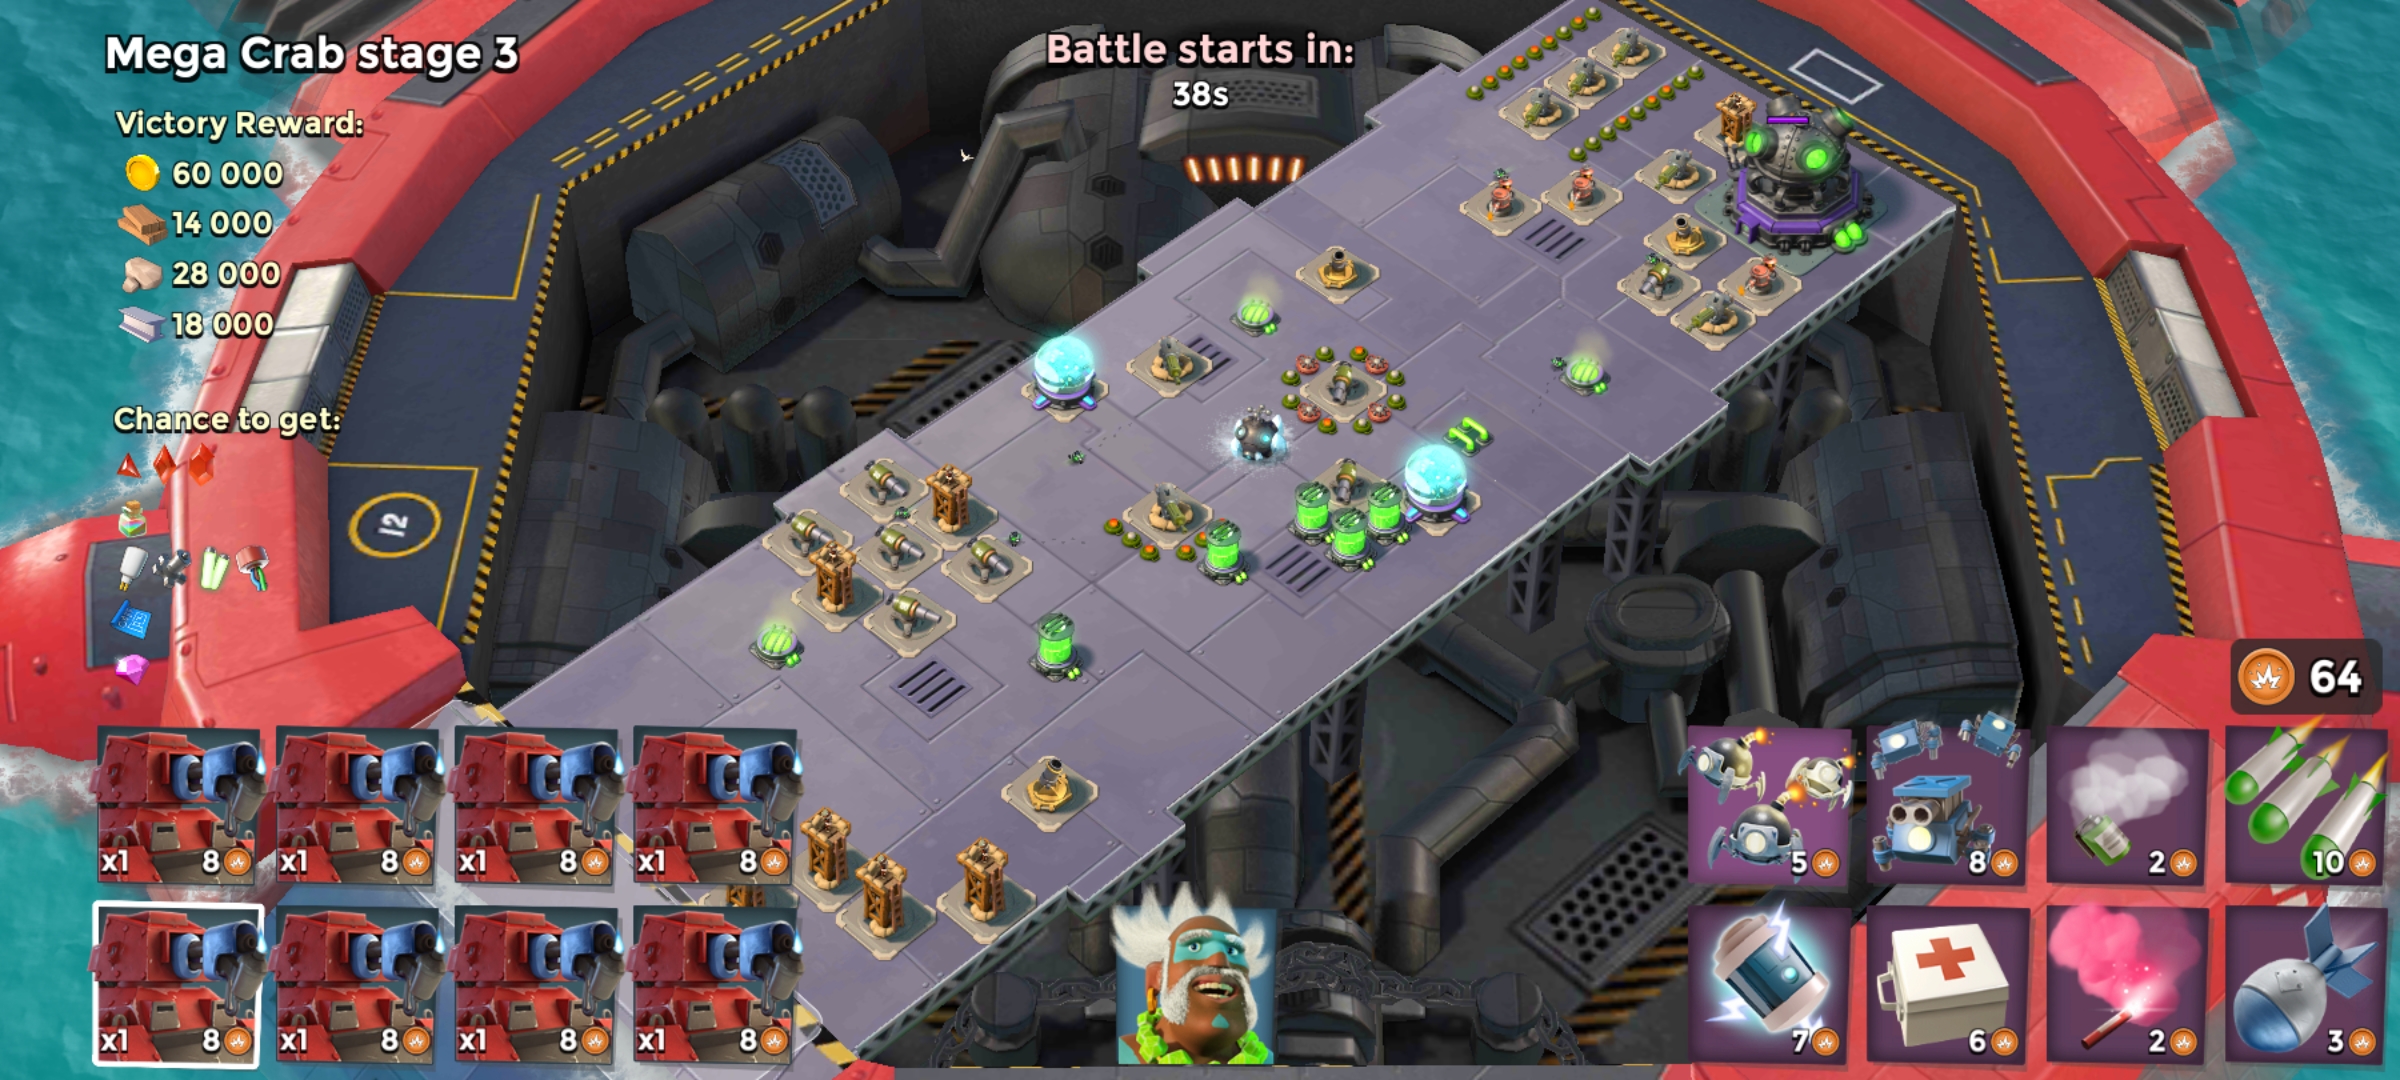 Mega Crab stage 3
Battle starts in:
38s
Victory Reward:
60 000
14 000
28 000
18 000
Chance to get:
12
64
x1 8
x1 8
x1 8
x1 8
5
8
2
10
x1 8
x1 8
x1 8
x1 8
7
6
2
3